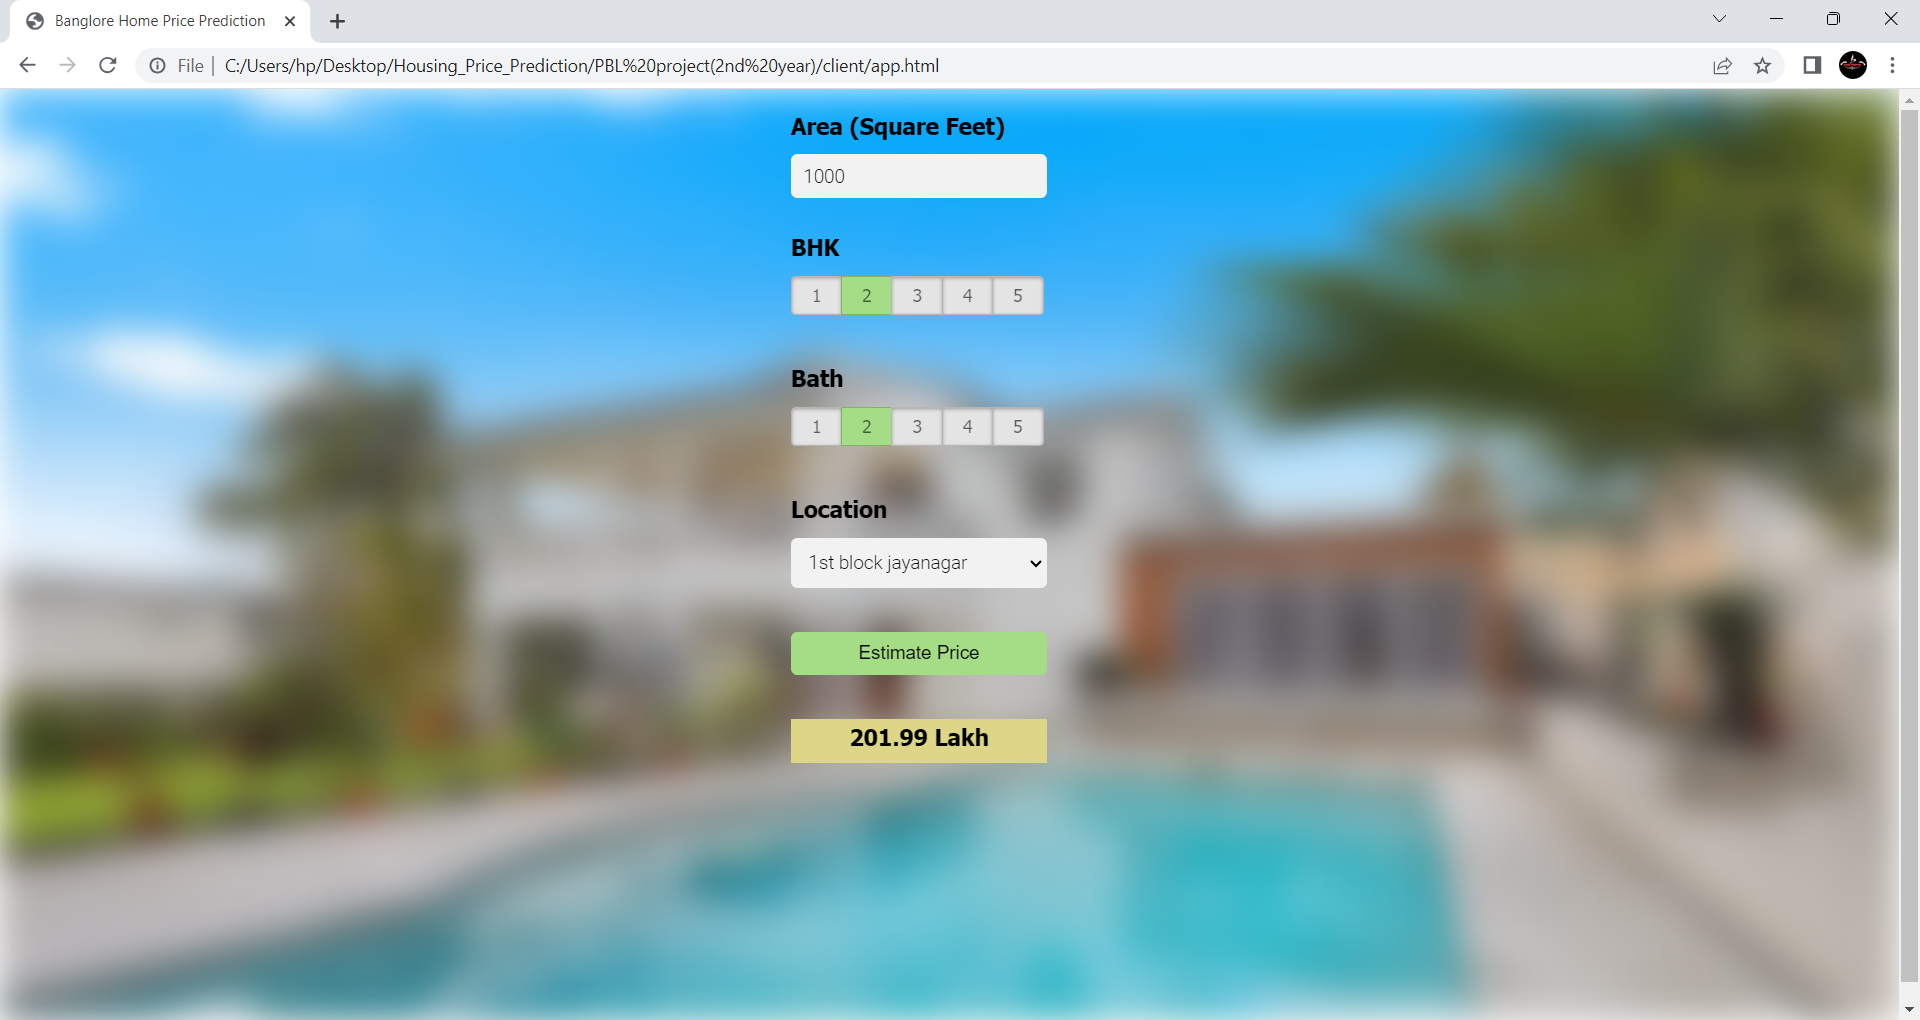 Banglore Home Price Prediction
File | C:/Users/hp/Desktop/Housing_Price_Prediction/PBL%20project(2nd%20year)/client/app.html
Area (Square Feet)
1000
BHK
1 2 3 4 5
Bath
1 2 3 4 5
Location
1st block jayanagar
Estimate Price
201.99 Lakh